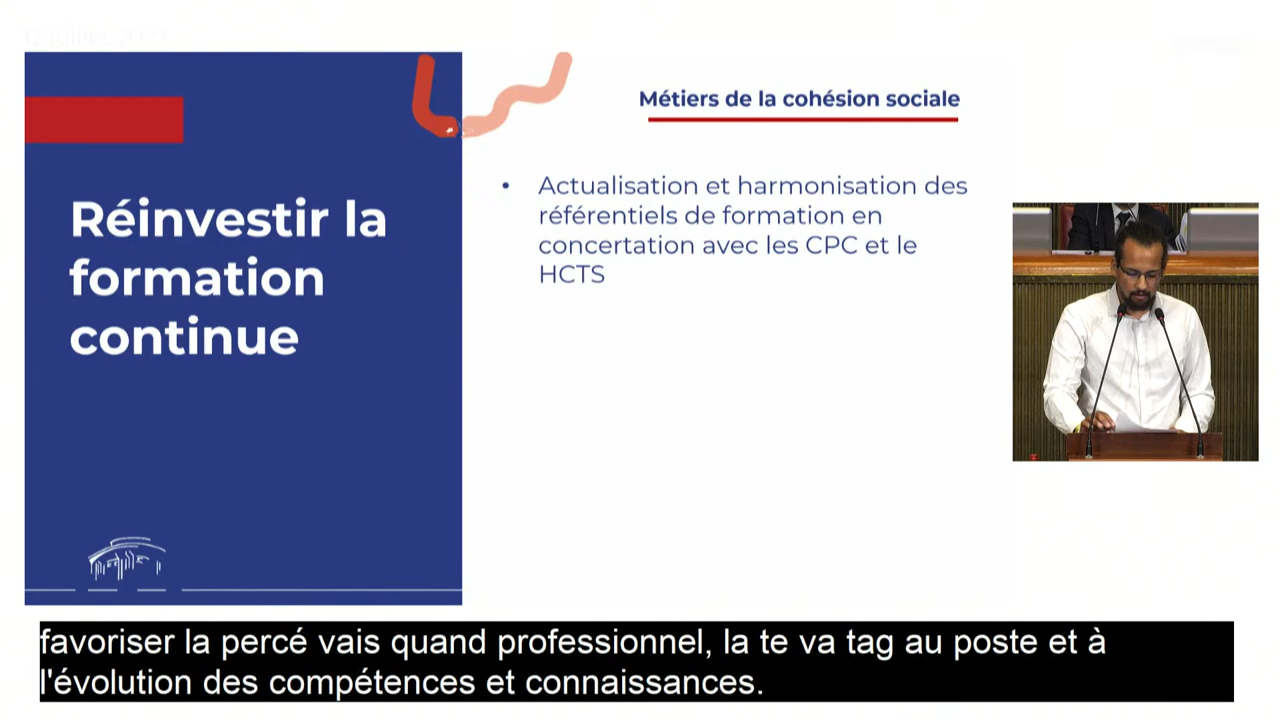 Métiers de la cohésion sociale
Réinvestir la
formation
continue
• Actualisation et harmonisation des
référentiels de formation en
concertation avec les CPC et le
HCTS
favoriser la percé vais quand professionnel, la te va tag au poste et à
l'évolution des compétences et connaissances.